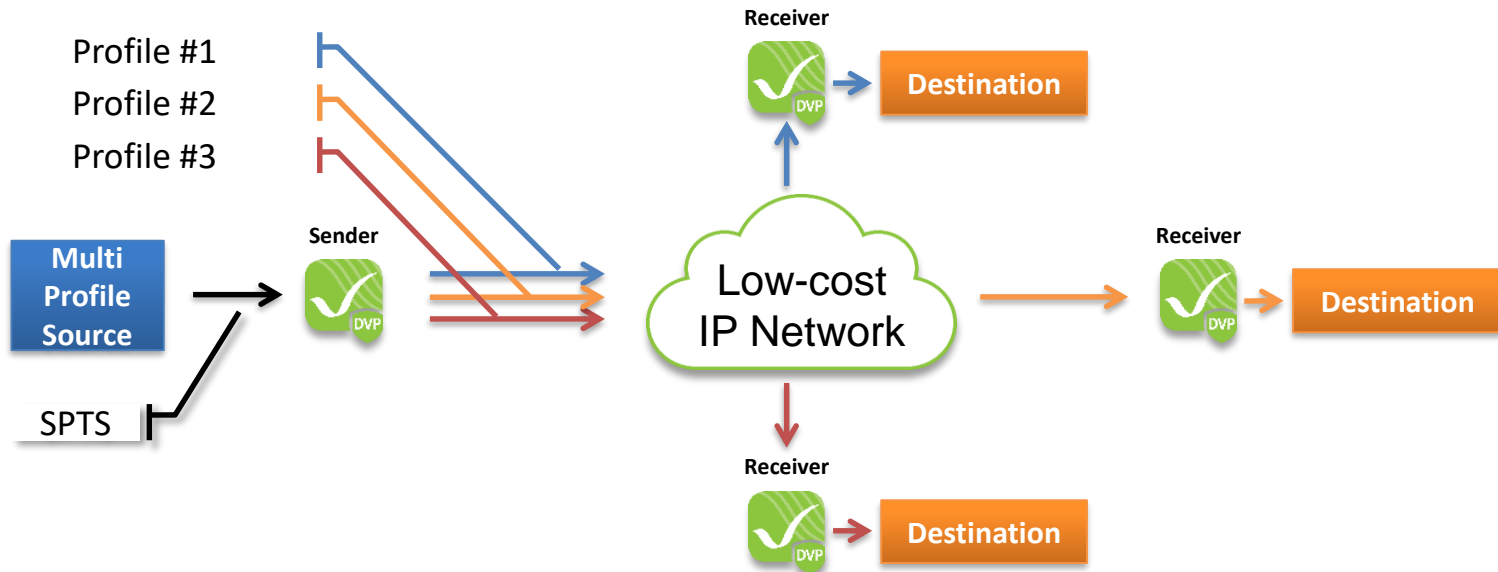 Receiver
Profile #1
DVP
Destination
Profile #2
Profile #3
Sender
Receiver
Multi
Profile
Source
DVP
Low-cost
IP Network
DVP
Destination
SPTS
Receiver
DVP
Destination